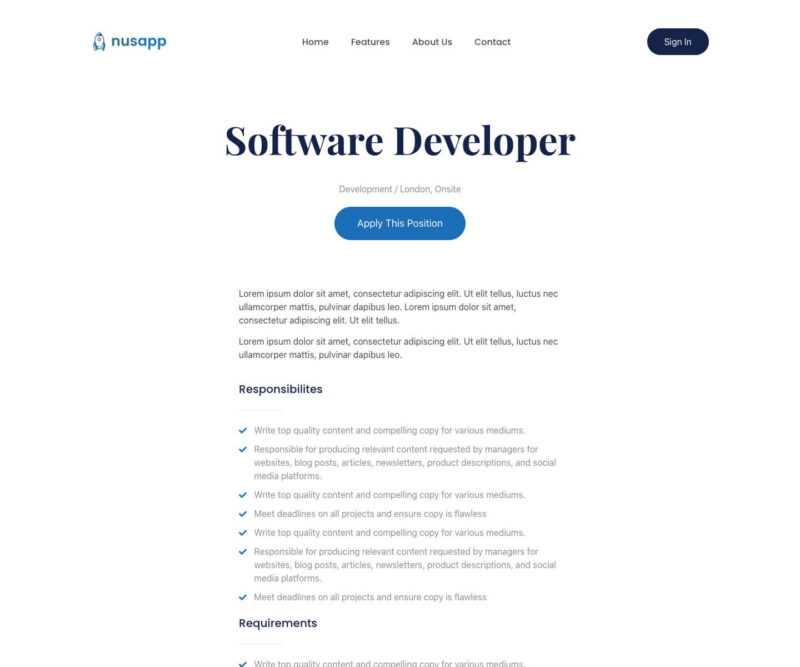 nusapp
Home Features About Us Contact
Sign In
Software Developer
Development / London, Onsite
Apply This Position
Lorem ipsum dolor sit amet, consectetur adipiscing elit. Ut elit tellus, luctus nec
ullamcorper mattis, pulvinar dapibus leo. Lorem ipsum dolor sit amet,
consectetur adipiscing elit. Ut elit tellus.
Lorem ipsum dolor sit amet, consectetur adipiscing elit. Ut elit tellus, luctus nec
ullamcorper mattis, pulvinar dapibus leo.
Responsibilites
Write top quality content and compelling copy for various mediums.
Responsible for producing relevant content requested by managers for
websites, blog posts, articles, newsletters, product descriptions, and social
media platforms.
Write top quality content and compelling copy for various mediums.
Meet deadlines on all projects and ensure copy is flawless
Write top quality content and compelling copy for various mediums.
Responsible for producing relevant content requested by managers for
websites, blog posts, articles, newsletters, product descriptions, and social
media platforms.
Meet deadlines on all projects and ensure copy is flawless
Requirements
Write top quality content and compelling copy for various mediums.